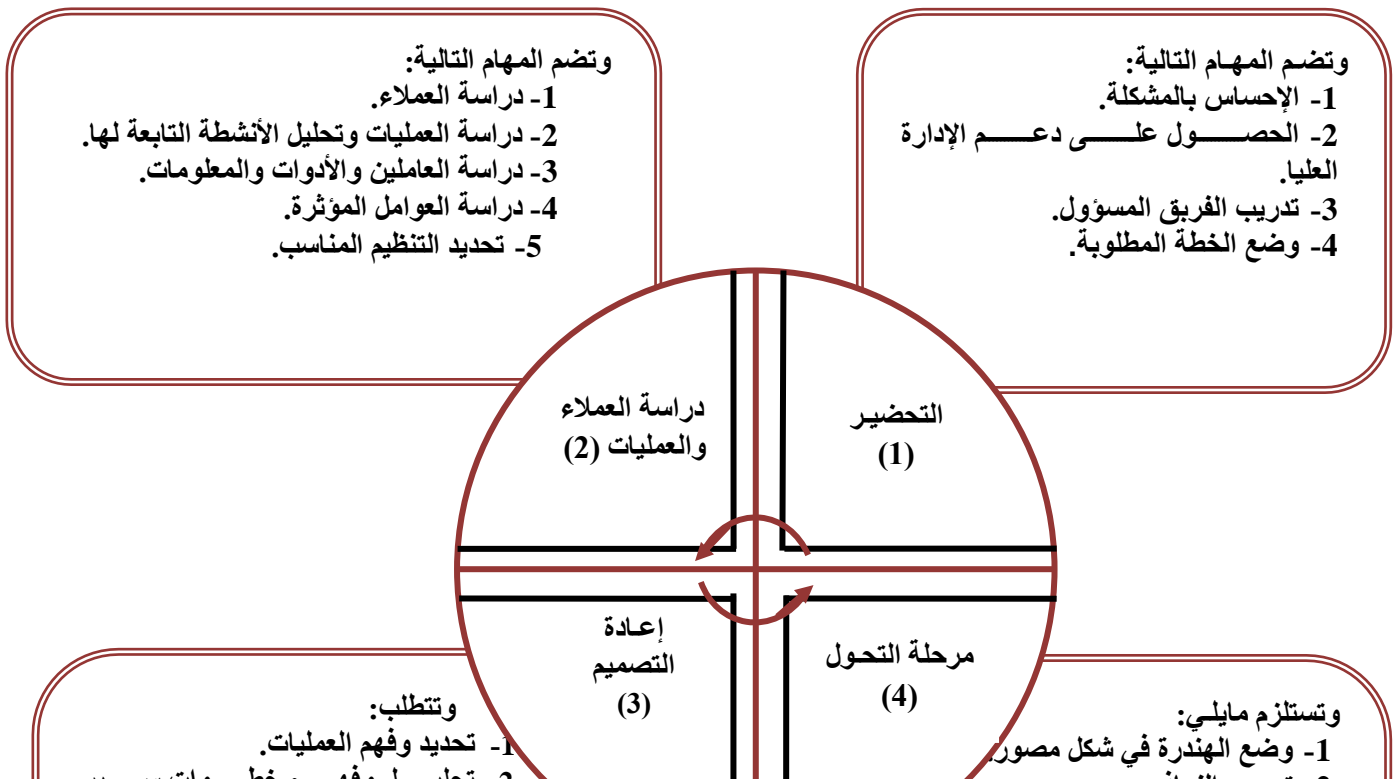 وتضم المهام التالية:
1- الإحساس بالمشكلة.
2- الحصول على دعم الإدارة
العليا.
3- تدريب الفريق المسؤول.
4- وضع الخطة المطلوبة.
وتضم المهام التالية:
1- دراسة العملاء.
2- دراسة العمليات وتحليل الأنشطة التابعة لها.
3- دراسة العاملين والأدوات والمعلومات.
4- دراسة العوامل المؤثرة.
5- تحديد التنظيم المناسب.
التحضير
(1)
دراسة العملاء
والعمليات (2)
إعادة
التصميم
(3)
مرحلة التحول
(4)
وتتطلب:
1- تحديد وفهم العمليات.
وتستلزم مايلي:
1- وضع الهندرة في شكل مصور